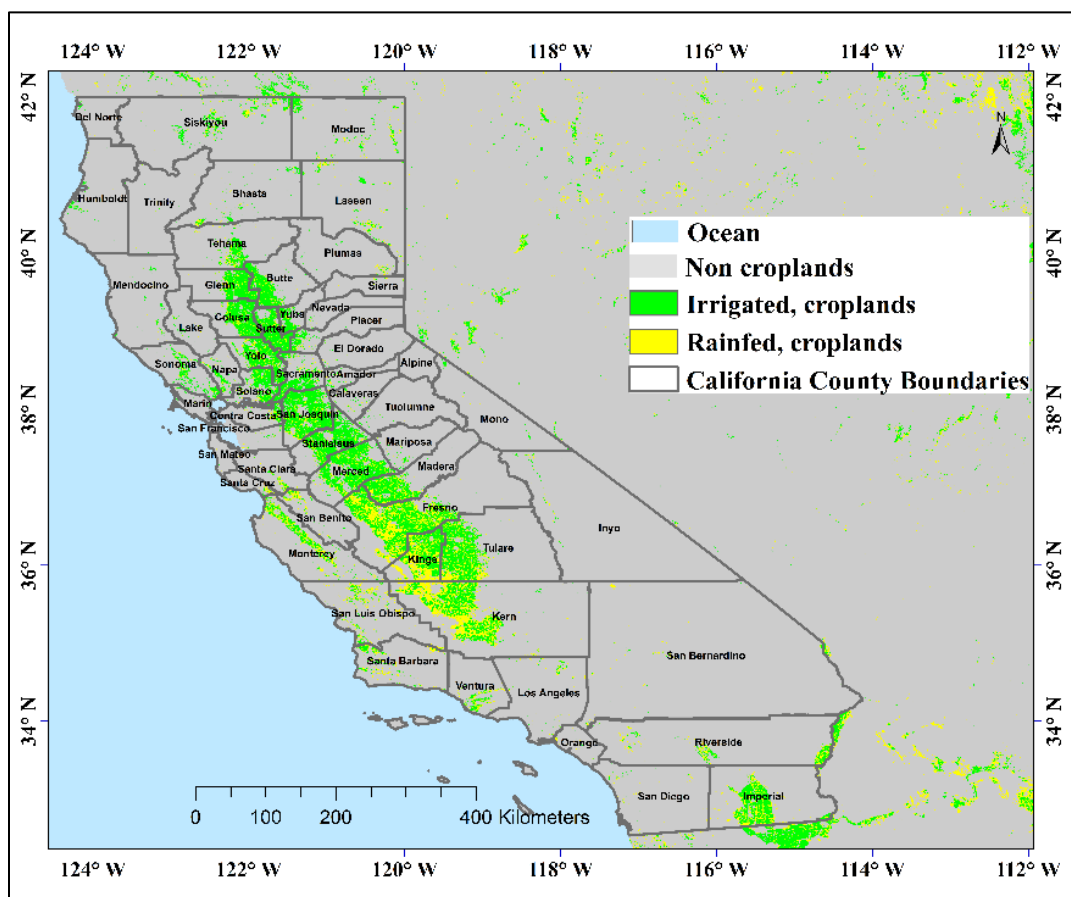 124° W 122° W 120° W 118° W 116° W 114° W 112° W
42° N 42° N
N
Del Norte Siskiyou Modoc
Humboldt Trinity Shasta Lassen
Ocean
Non croplands
Irrigated, croplands
Rainfed, croplands
California County Boundaries
40° N 40° N
Tehama Plumas
Mendocino Glenn Butte Sierra
Colusa Yuba Nevada
Lake Sutter Placer
Yolo El Dorado
Sonoma Napa Sacramento Amador Alpine
Solano Calaveras
38° N 38° N
Marin Contra Costa San Joquin Tuolumne Mono
San Francisco
Stanislsus Mariposa
San Mateo Santa Clara Merced Madera
Santa Cruz
San Benito Fresno Inyo
Monterey Kings Tulare
36° N 36° N
San Luis Obispo Kern
Santa Barbara San Bernardino
Ventura Los Angeles
34° N 34° N
Orango Riverside
San Diego Imperial
0 100 200 400 Kilometers
124° W 122° W 120° W 118° W 116° W 114° W 112° W